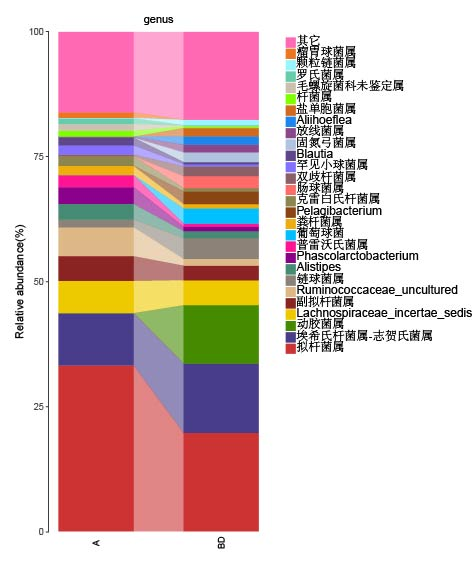 genus
Relative abundance(%)
100
75
50
25
0
A
BD
其它
瘤胃球菌属
颗粒链菌属
罗氏菌属
毛螺旋菌科未鉴定属
杆菌属
盐单胞菌属
Aliihoeflea
放线菌属
固氮弓菌属
Blautia
罕见小球菌属
双歧杆菌属
肠球菌属
克雷白氏杆菌属
Pelagibacterium
粪杆菌属
葡萄球菌
普雷沃氏菌属
Phascolarctobacterium
Alistipes
链球菌属
Ruminococcaceae_uncultured
副拟杆菌属
Lachnospiraceae_incertae_sedis
动胶菌属
埃希氏杆菌属-志贺氏菌属
拟杆菌属